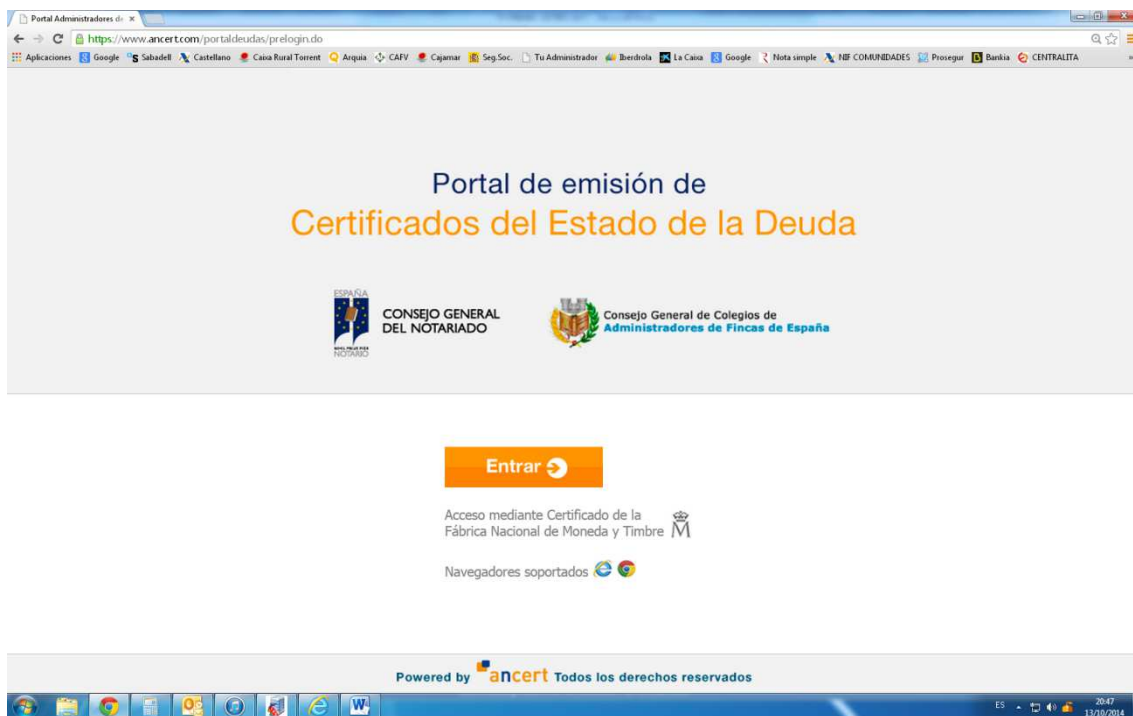 Portal Administradores de
https://www.ancert.com/portaldeudas/prelogin.do
Aplicaciones Google Sabadell Castellano Caixa Rural Torrent Arquia CAFV Cajamar Seg.Soc. Tu Administrador Iberdrola La Caixa Google Nota simple NIF COMUNIDADES Prosegur Bankia CENTRALITA
Portal de emisión de
Certificados del Estado de la Deuda
ESPAÑA
CONSEJO GENERAL
DEL NOTARIADO
NOTARIO
Consejo General de Colegios de
Administradores de Fincas de España
Entrar
Acceso mediante Certificado de la
Fábrica Nacional de Moneda y Timbre
Navegadores soportados
Powered by ancert Todos los derechos reservados
ES
20:47
13/10/2014